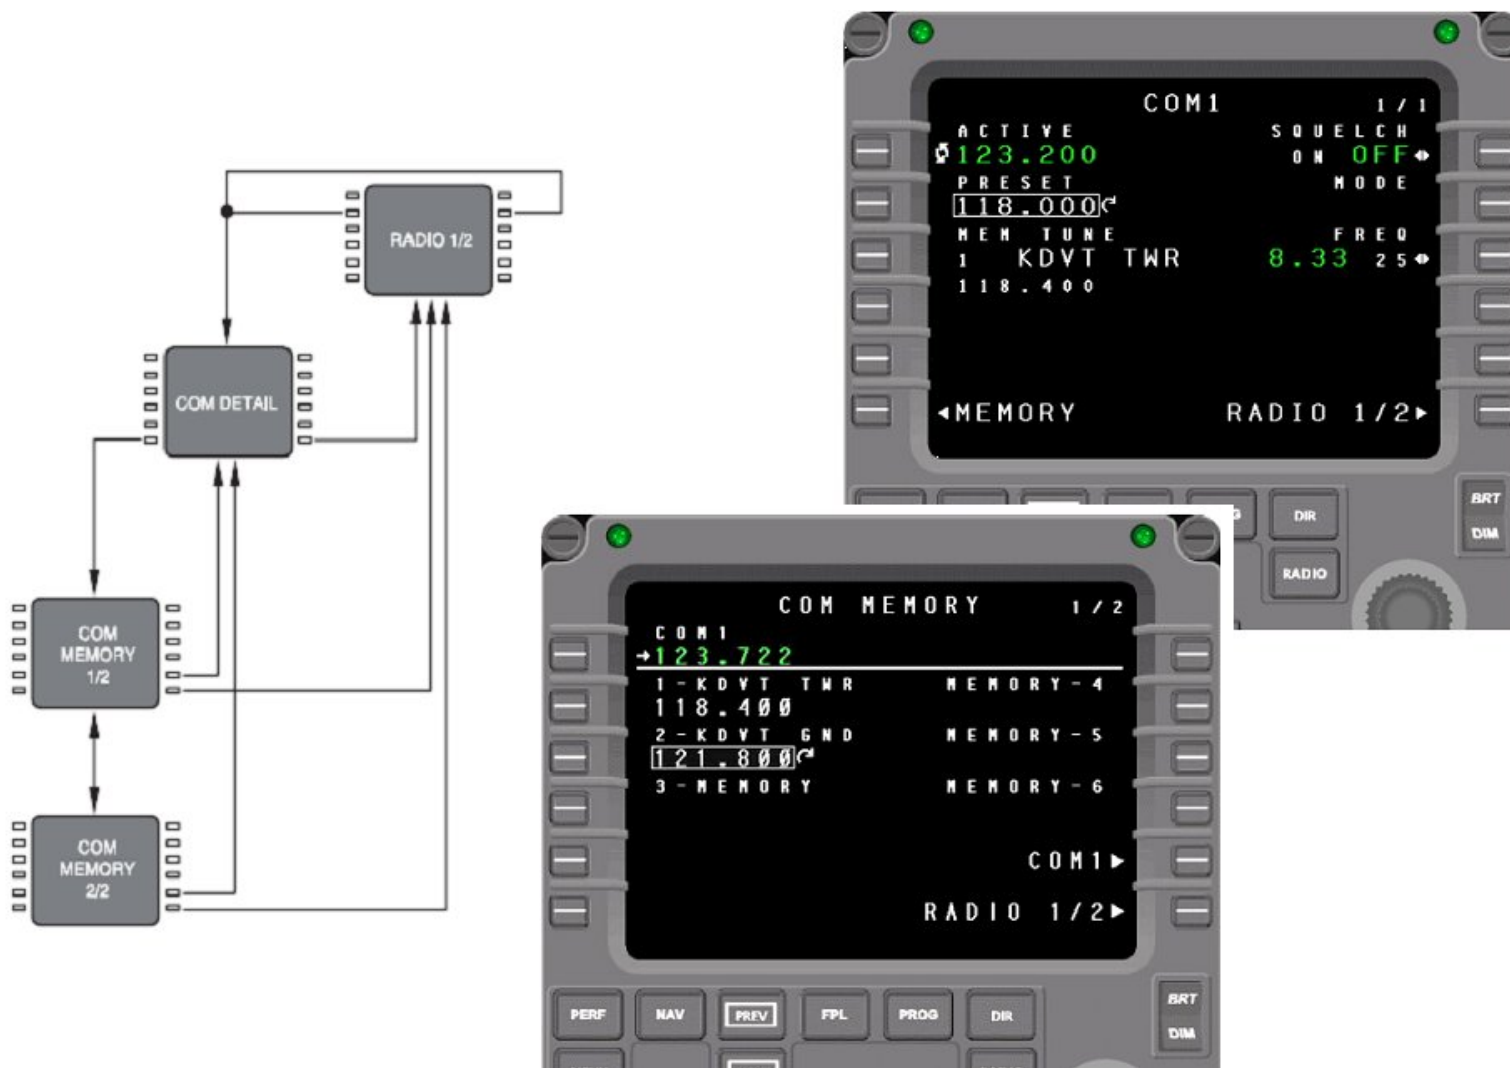 RADIO 1/2
COM DETAIL
COM
MEMORY
1/2
COM
MEMORY
2/2
COM1 1/1
ACTIVE SQUELCH
123.200 ON OFF
PRESET MODE
118.000
MEM TUNE FREQ
1 KDVT TWR 8.33 25
118.400
MEMORY RADIO 1/2
DIR
RADIO
BRT
DIM
COM MEMORY 1/2
COM1
123.722
1-KDVT TWR MEMORY-4
118.400
2-KDVT GND MEMORY-5
121.800
3-MEMORY MEMORY-6
COM1
RADIO 1/2
PERF NAV PREV FPL PROG DIR
BRT
DIM